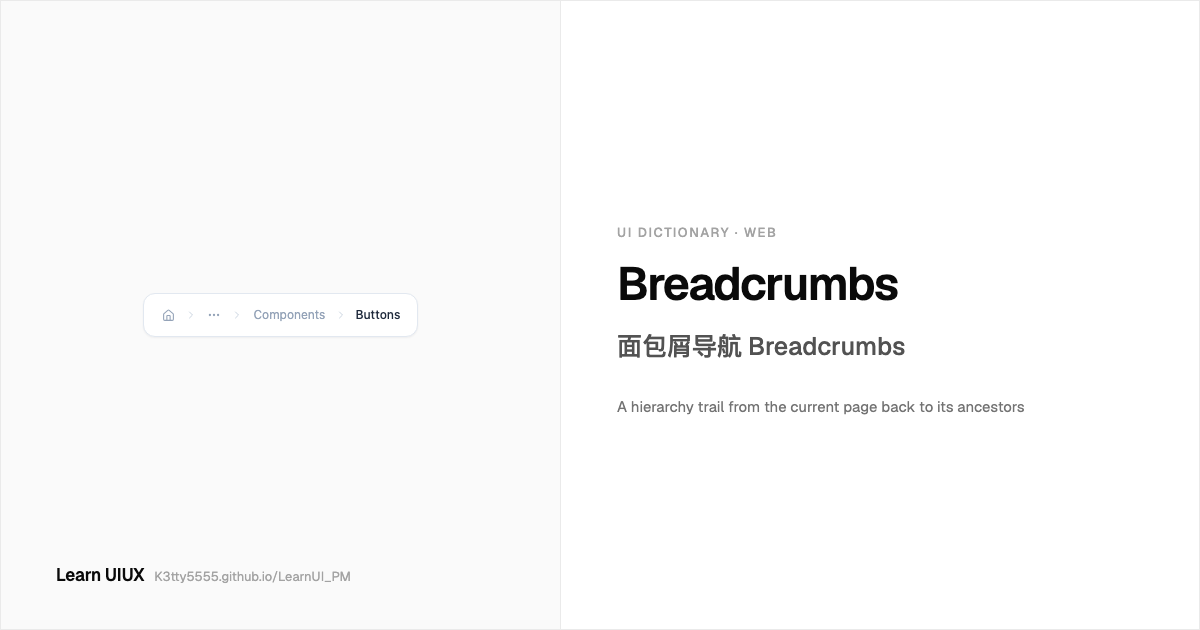 ··· Components Buttons
Learn UIUX K3tty5555.github.io/LearnUI_PM
UI DICTIONARY · WEB
Breadcrumbs
面包屑导航 Breadcrumbs
A hierarchy trail from the current page back to its ancestors